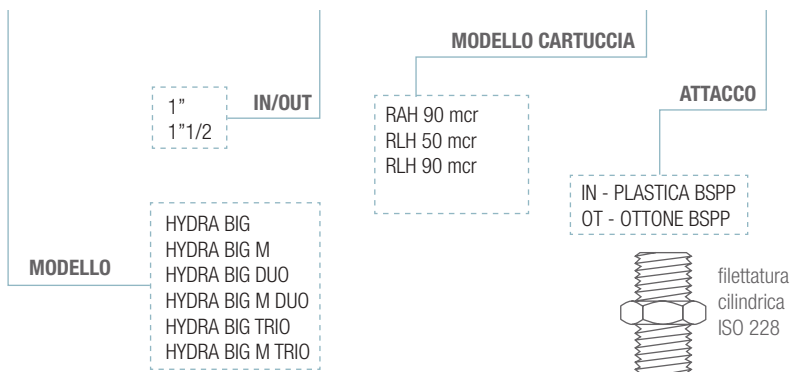 MODELLO CARTUCCIA
ATTACCO
IN/OUT
1”
1”1/2
RAH 90 mcr
RLH 50 mcr
RLH 90 mcr
IN - PLASTICA BSPP
OT - OTTONE BSPP
MODELLO
HYDRA BIG
HYDRA BIG M
HYDRA BIG DUO
HYDRA BIG M DUO
HYDRA BIG TRIO
HYDRA BIG M TRIO
filettatura
cilindrica
ISO 228